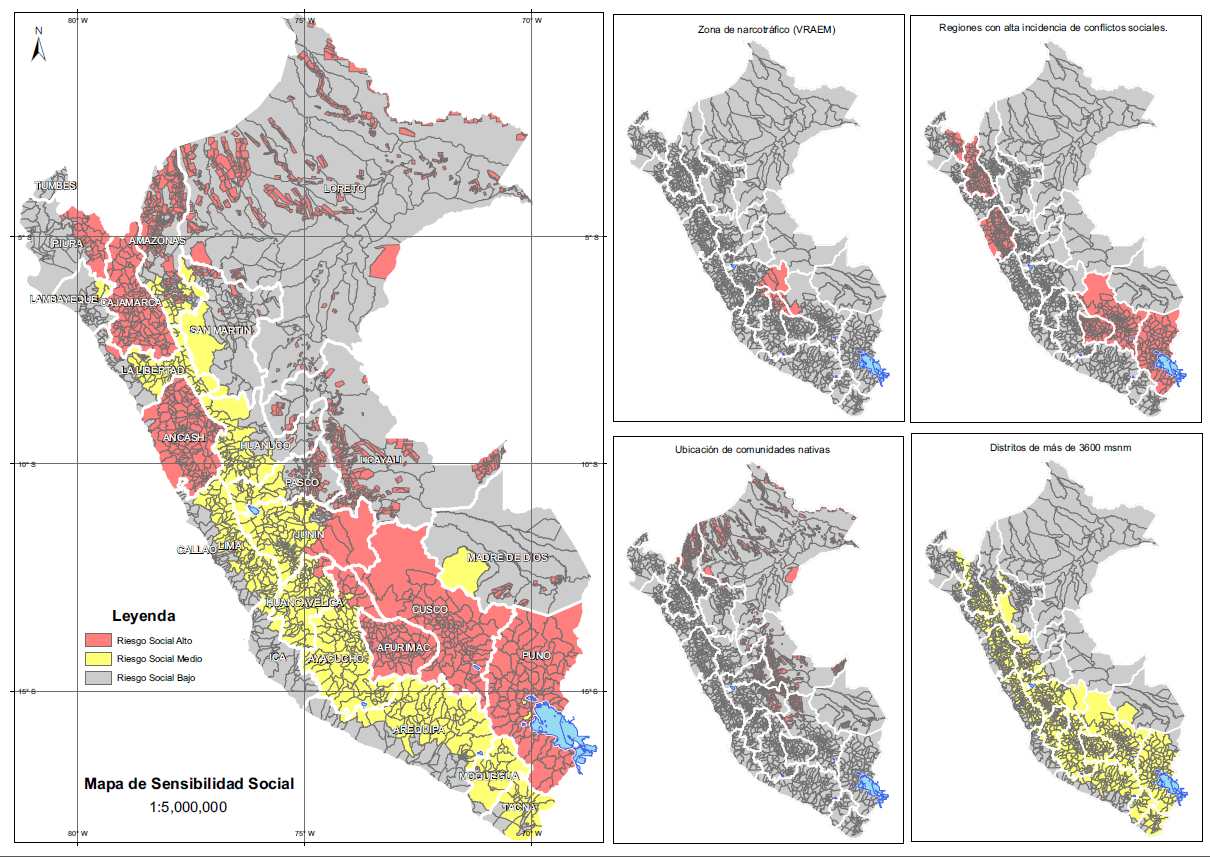 80° W
75° W
70° W
N
TUMBES
LORETO
5° S
5° S
PIURA
AMAZONAS
LAMBAYEQUE
CAJAMARCA
SAN MARTIN
LA LIBERTAD
ANCASH
HUANUCO
10° S
10° S
UCAYALI
PASCO
JUNIN
CALLAO
LIMA
MADRE DE DIOS
HUANCAVELICA
CUSCO
Leyenda
Riesgo Social Alto
Riesgo Social Medio
Riesgo Social Bajo
ICA
AYACUCHO
APURIMAC
PUNO
15° S
15° S
AREQUIPA
MOQUEGUA
TACNA
Mapa de Sensibilidad Social
1:5,000,000
80° W
75° W
70° W
Zona de narcotráfico (VRAEM)
Regiones con alta incidencia de conflictos sociales.
Ubicación de comunidades nativas
Distritos de más de 3600 msnm